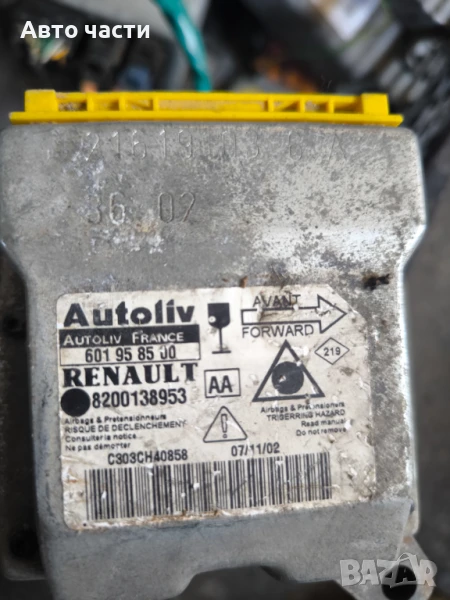 Авто части
36 02
Autoliv
AUTOLIV FRANCE
601 95 85 00
RENAULT
8200138953
AA
AVANT
FORWARD
219
Airbags & Pretensionneurs
RISQUE DE DECLENCHEMENT
Consulter la notice
Ne pas démonter
Airbags & Pretensioners
TRIGERRING HAZARD
Read manual
Do not remove
C303CH40858
07/11/02
bazar